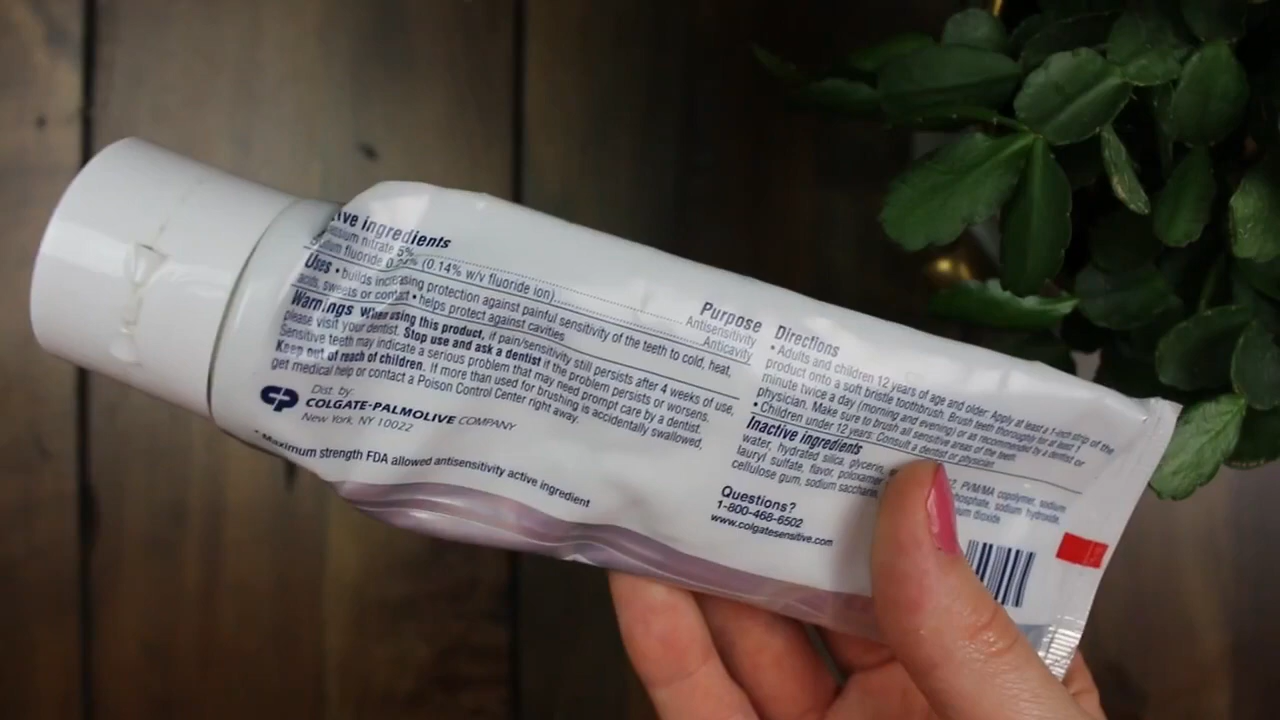 ive ingredients
assium nitrate 5%
fluoride 0.24% (0.14% w/v fluoride ion)
Purpose
Antisensitivity
Anticavity
Uses • builds increasing protection against painful sensitivity of the teeth to cold, heat,
acids, sweets or contact • helps protect against cavities
Warnings When using this product, if pain/sensitivity still persists after 4 weeks of use,
please visit your dentist. Stop use and ask a dentist if the problem persists or worsens.
Sensitive teeth may indicate a serious problem that may need prompt care by a dentist.
Keep out of reach of children. If more than used for brushing is accidentally swallowed,
get medical help or contact a Poison Control Center right away.
Dist. by:
COLGATE-PALMOLIVE COMPANY
New York NY 10022
* Maximum strength FDA allowed antisensitivity active ingredient
Directions
• Adults and children 12 years of age and older: Apply at least a 1-inch strip of the
product onto a soft bristle toothbrush. Brush teeth thoroughly for at least 1
minute twice a day (morning and evening) or as recommended by a dentist or
physician. Make sure to brush all sensitive areas of the teeth.
• Children under 12 years: Consult a dentist or physician
Inactive ingredients
water, hydrated silica, glycerin, PVM/MA copolymer, sodium
lauryl sulfate, flavor, poloxamer hosphate, sodium hydroxide,
cellulose gum, sodium saccharin, ium dioxide
Questions?
1-800-468-6502
www.colgatesensitive.com